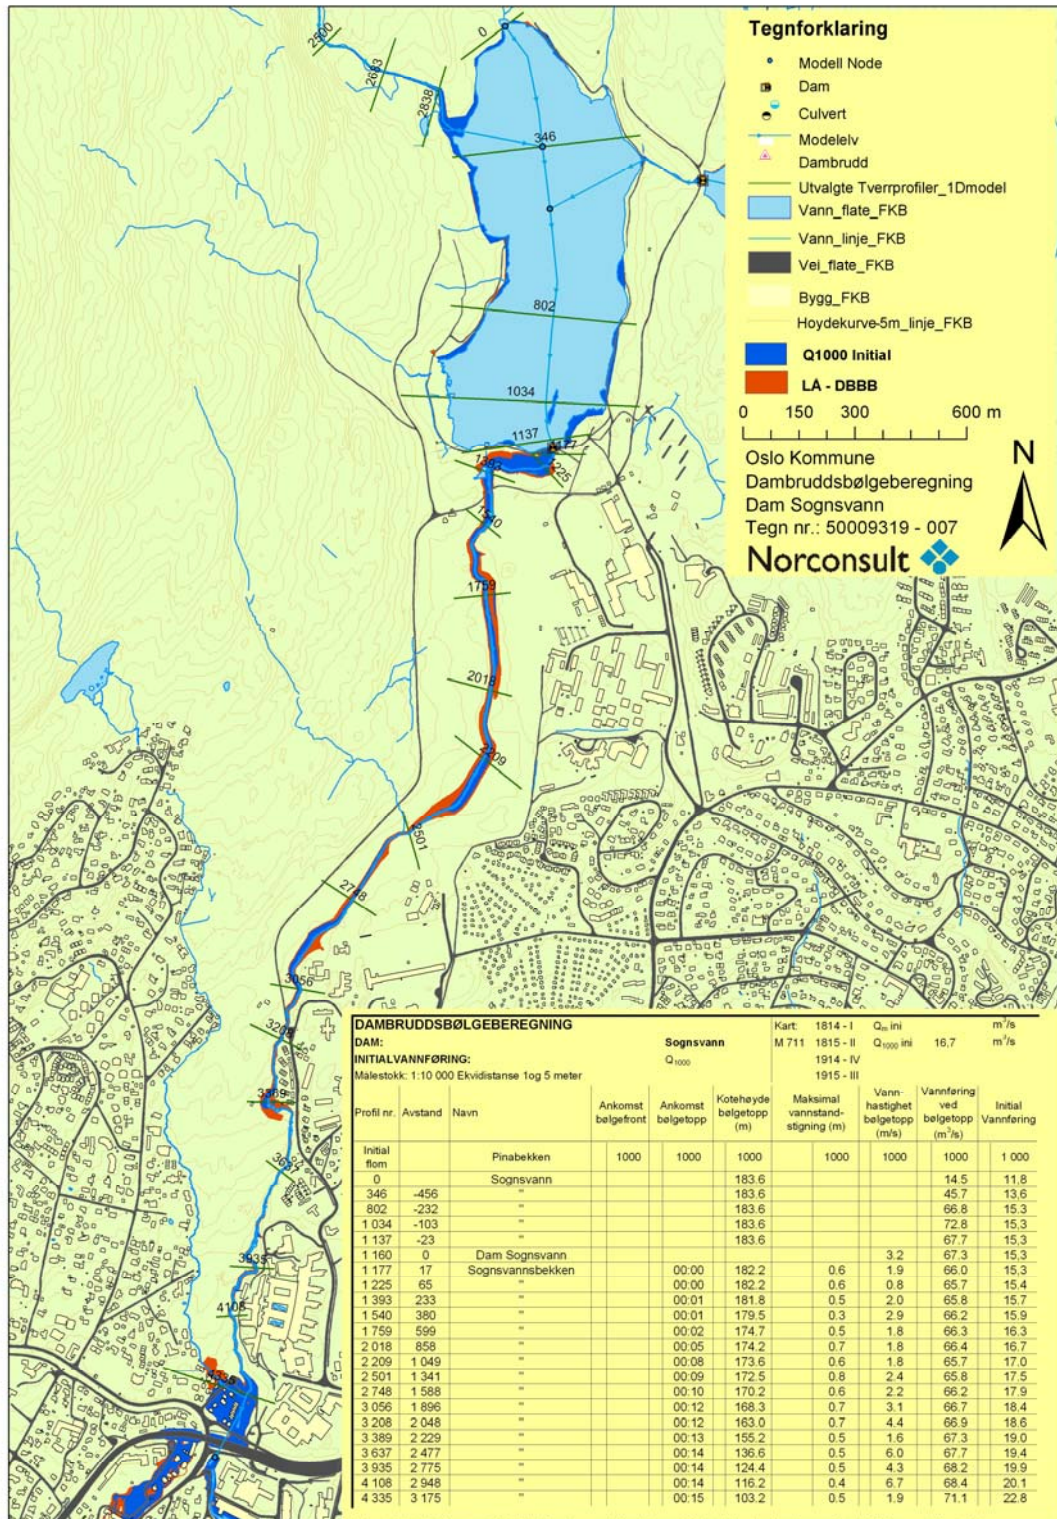 Tegnforklaring
Modell Node
Dam
Culvert
Modelelv
Dambrudd
Utvalgte Tverrprofiler_1Dmodel
Vann_flate_FKB
Vann_linje_FKB
Vei_flate_FKB
Bygg_FKB
Hoydekurve-5m_linje_FKB
Q1000 Initial
LA - DBBB
0 150 300 600 m
Oslo Kommune
Dambruddsbølgeberegning
Dam Sognsvann
Tegn nr.: 50009319 - 007
N
Norconsult
2500
2683
2838
0
346
802
1034
1137
1177
1225
1393
1540
1759
2018
2209
2501
2748
3056
3208
3389
3637
3935
4108
4335
DAMBRUDDSBØLGEBEREGNING Kart: 1814 - I Qm ini m³/s
DAM: Sognsvann M 711 1815 - II Q1000 ini 16,7 m³/s
INITIALVANNFØRING: Q1000 1914 - IV
Målestokk: 1:10 000 Ekvidistanse 1og 5 meter 1915 - III
Profil nr. Avstand Navn Ankomst bølgefront Ankomst bølgetopp Kotehøyde bølgetopp (m) Maksimal vannstand-stigning (m) Vann-hastighet bølgetopp (m/s) Vannføring ved bølgetopp (m³/s) Initial Vannføring
Initial flom Pinabekken 1000 1000 1000 1000 1000 1000 1 000
0 Sognsvann 183.6 14.5 11,8
346 -456 " 183.6 45.7 13,6
802 -232 " 183.6 66.8 15.3
1 034 -103 " 183.6 72.8 15,3
1 137 -23 " 183.6 67.7 15,3
1 160 0 Dam Sognsvann 3.2 67.3 15,3
1 177 17 Sognsvannsbekken 00:00 182.2 0.6 1.9 66.0 15,3
1 225 65 " 00:00 182.2 0.6 0.8 65.7 15.4
1 393 233 " 00:01 181.8 0.5 2.0 65.8 15.7
1 540 380 " 00:01 179.5 0.3 2.9 66.2 15.9
1 759 599 " 00:02 174.7 0.5 1.8 66.3 16.3
2 018 858 " 00:05 174.2 0.7 1.8 66.4 16.7
2 209 1 049 " 00:08 173.6 0.6 1.8 65.7 17.0
2 501 1 341 " 00:09 172.5 0.8 2.4 65.8 17.5
2 748 1 588 " 00:10 170.2 0.6 2.2 66.2 17.9
3 056 1 896 " 00:12 168.3 0.7 3.1 66.7 18.4
3 208 2 048 " 00:12 163.0 0.7 4.4 66.9 18.6
3 389 2 229 " 00:13 155.2 0.6 1.6 67.3 19.0
3 637 2 477 " 00:14 136.6 0.5 6.0 67.7 19.4
3 935 2 775 " 00:14 124.4 0.5 4.3 68.2 19.9
4 108 2 948 " 00:14 116.2 0.4 6.7 68.4 20.1
4 335 3 175 " 00:15 103.2 0.5 1.9 71.1 22.8